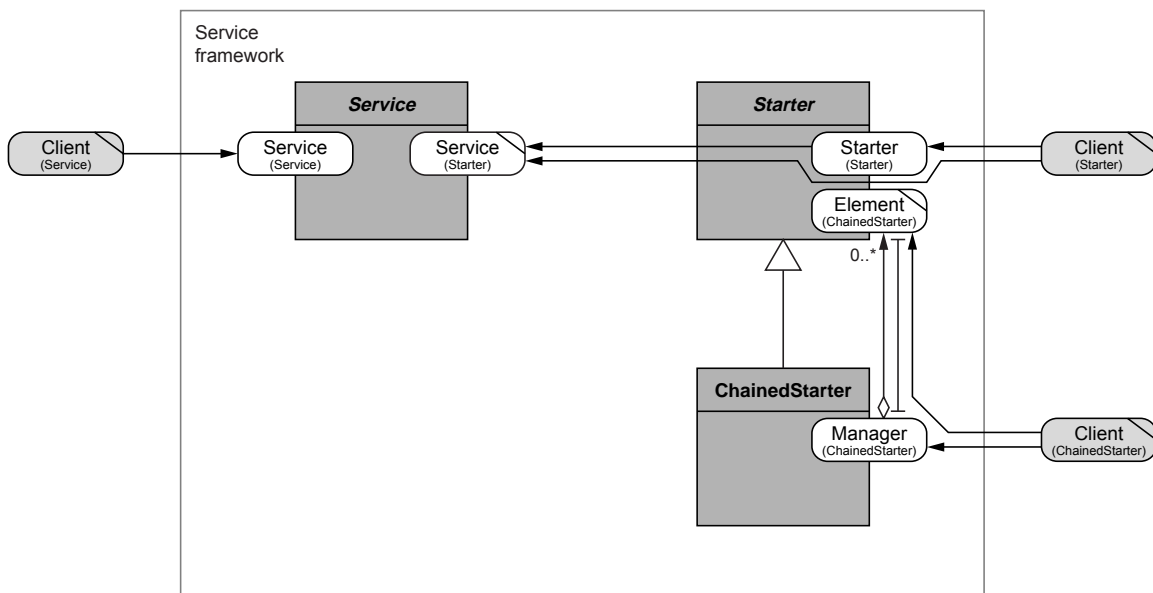 Service
framework
Service
Starter
Client
(Service)
Service
(Service)
Service
(Starter)
Starter
(Starter)
Client
(Starter)
Element
(ChainedStarter)
0..*
ChainedStarter
Manager
(ChainedStarter)
Client
(ChainedStarter)